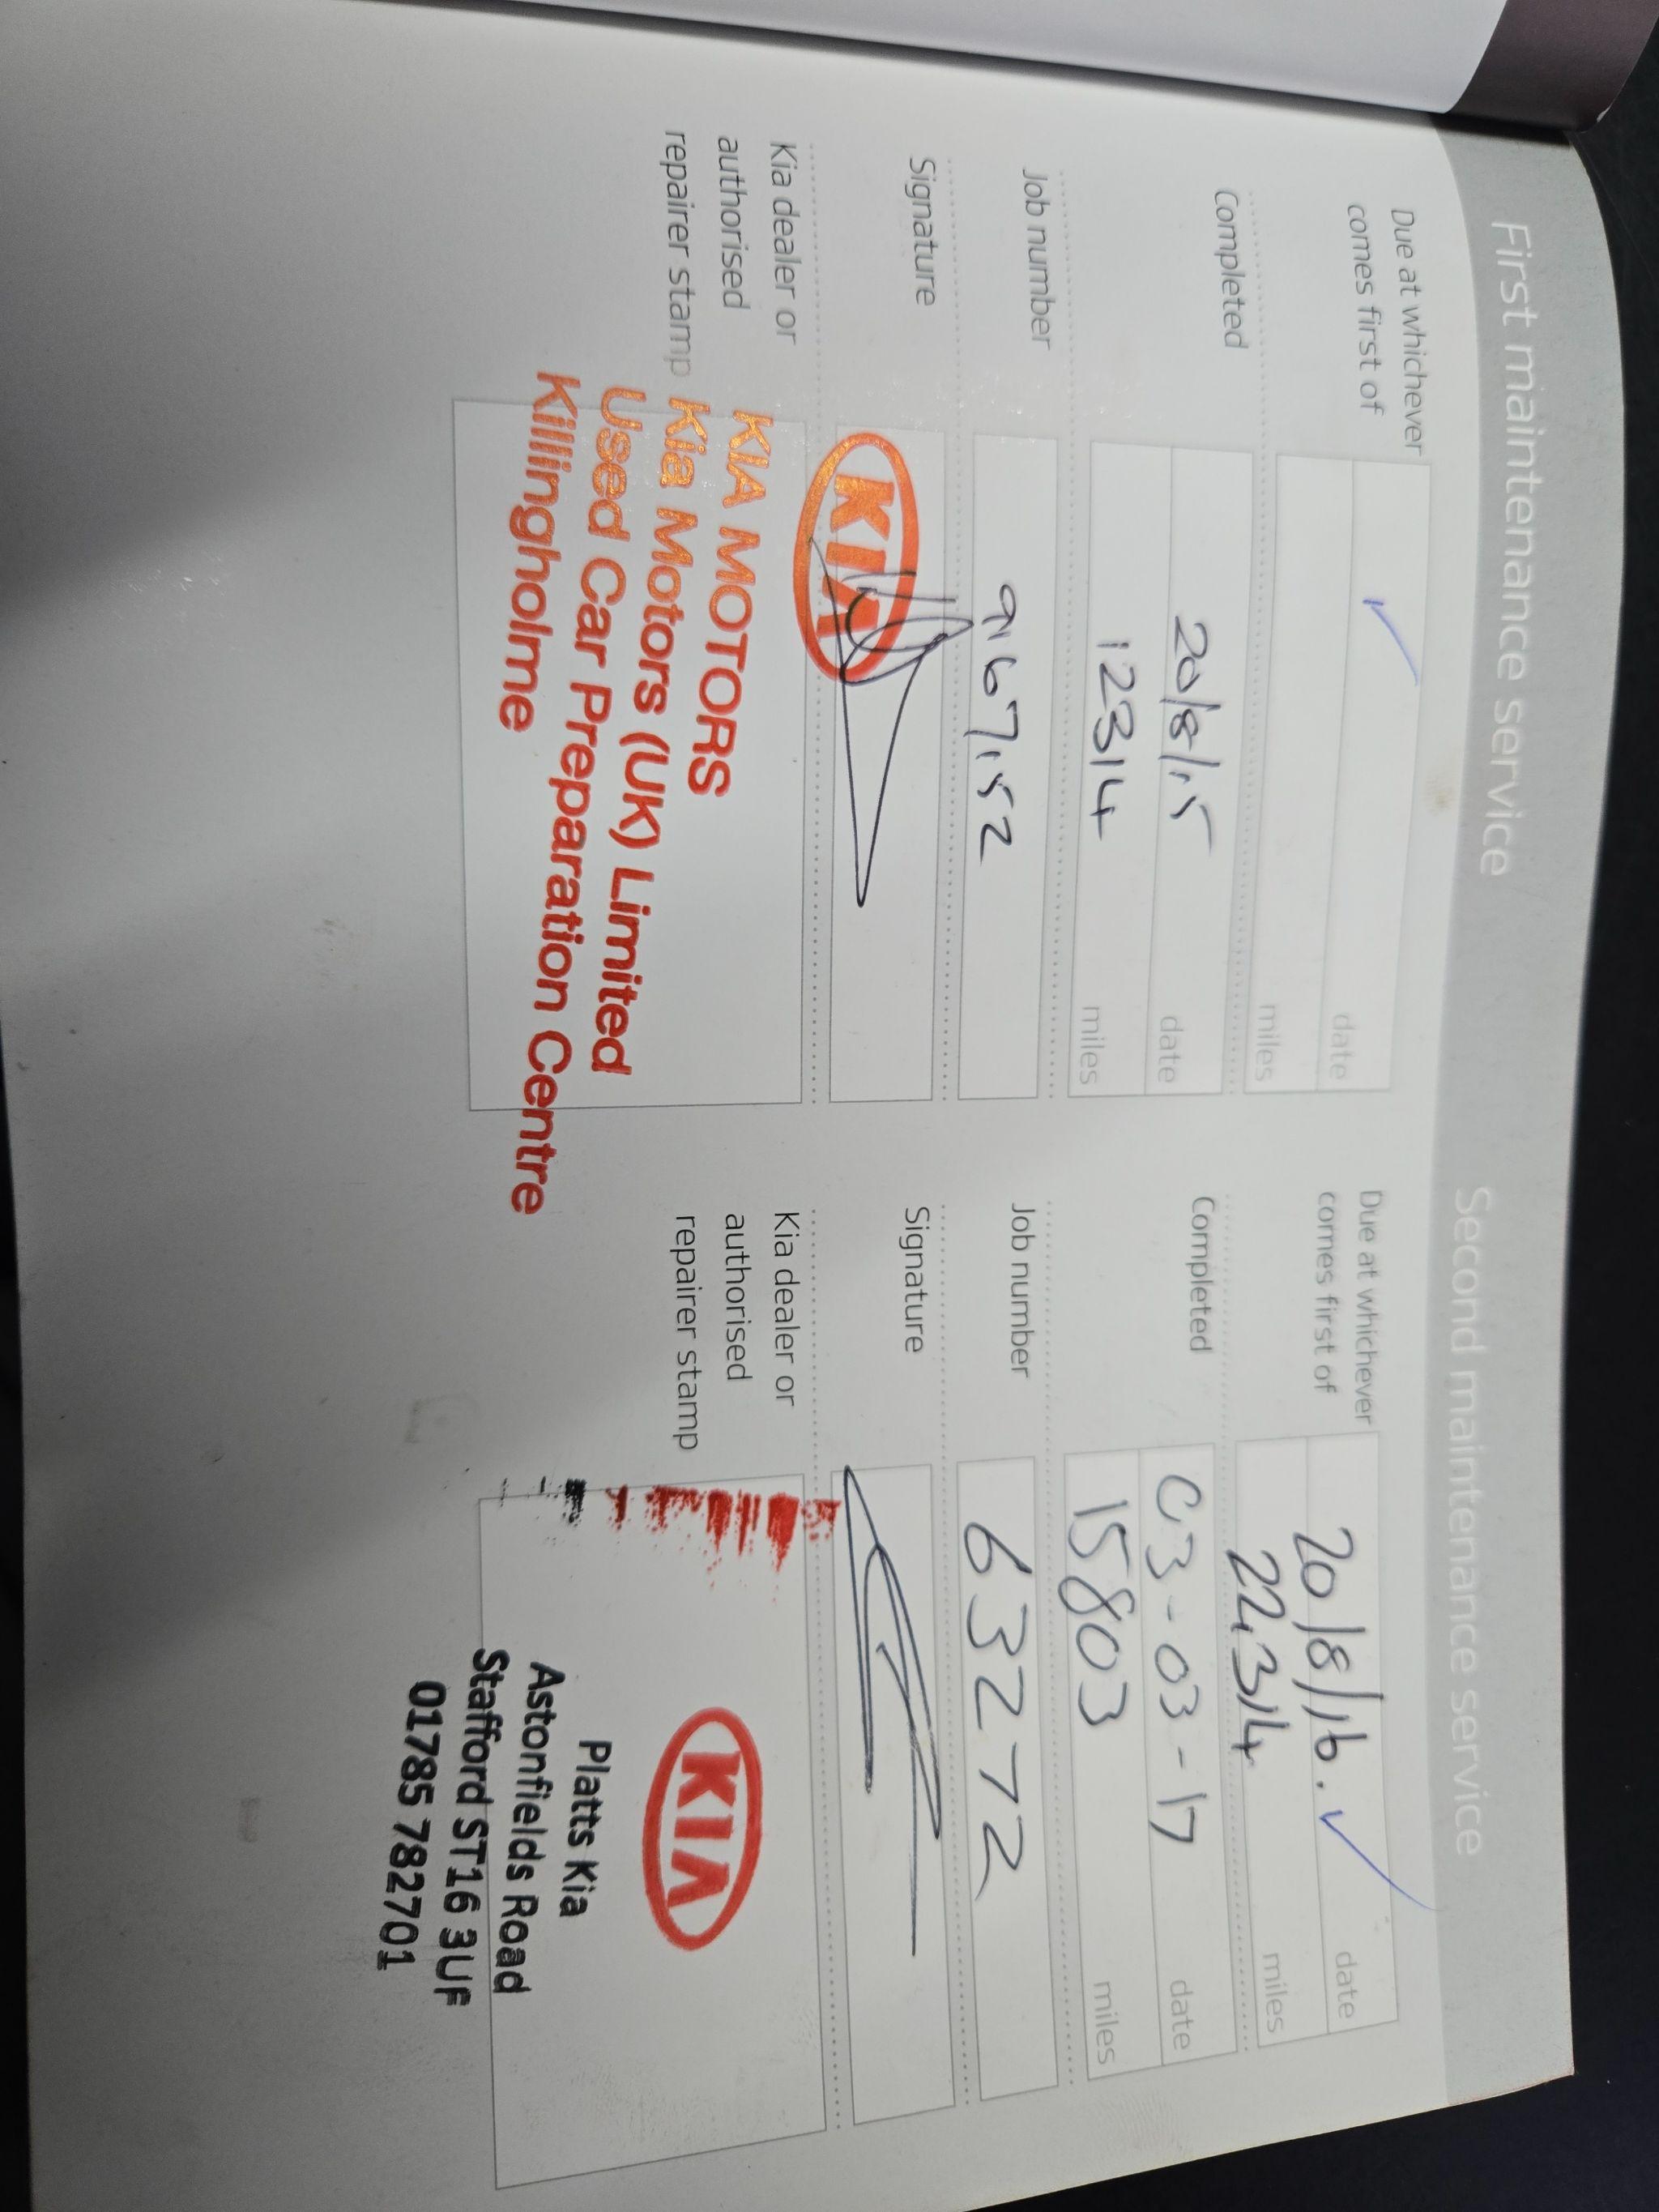 First maintenance service
Due at whichever
comes first of
date
miles
Completed
20/8/15
date
12314
miles
Job number
9167152
Signature
Kia dealer or
authorised
repairer stamp
KIA
KIA MOTORS
Kia Motors (UK) Limited
Used Car Preparation Centre
Killingholme
Second maintenance service
Due at whichever
comes first of
20/8/16.
date
22314
miles
Completed
03-03-17
date
15803
miles
Job number
63272
Signature
Kia dealer or
authorised
repairer stamp
KIA
Platts Kia
Astonfields Road
Stafford ST16 3UF
01785 782701